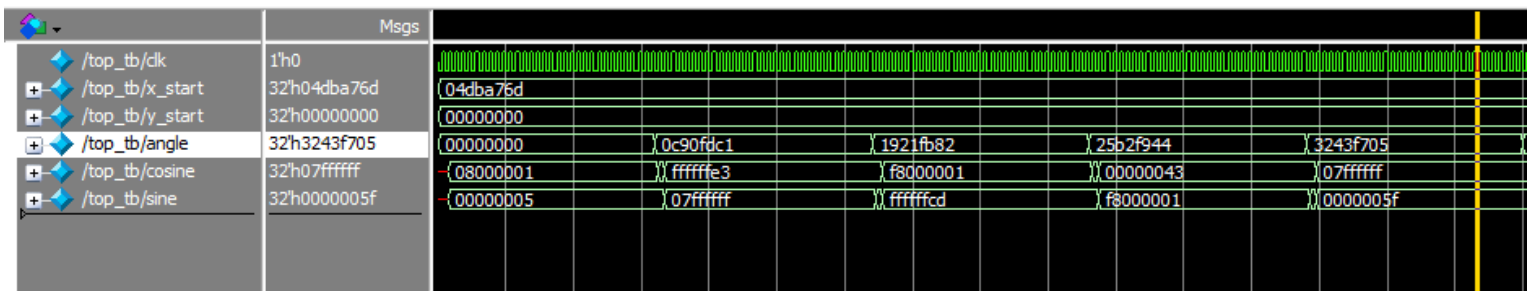 Msgs
/top_tb/clk 1'h0
/top_tb/x_start 32'h04dba76d 04dba76d
/top_tb/y_start 32'h00000000 00000000
/top_tb/angle 32'h3243f705 00000000 0c90fdc1 1921fb82 25b2f944 3243f705
/top_tb/cosine 32'h07ffffff 08000001 ffffffe3 f8000001 00000043 07ffffff
/top_tb/sine 32'h0000005f 00000005 07ffffff ffffffcd f8000001 0000005f